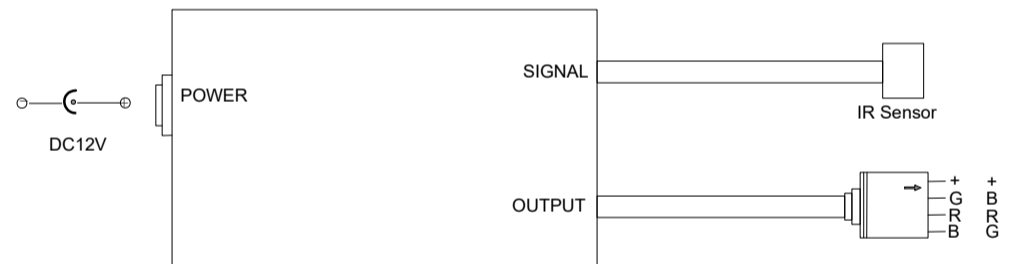 SIGNAL
POWER
IR Sensor
DC12V
OUTPUT
+ +
G B
R R
B G